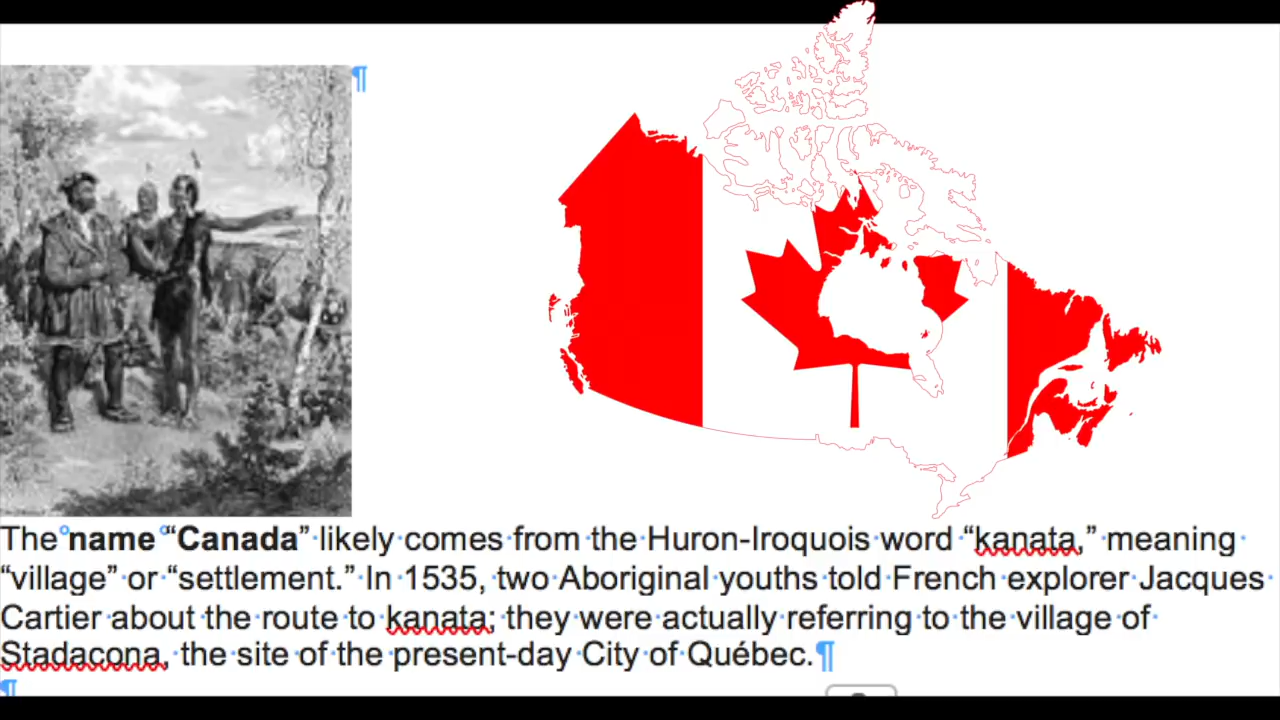 The name “Canada” likely comes from the Huron-Iroquois word “kanata,” meaning
“village” or “settlement.” In 1535, two Aboriginal youths told French explorer Jacques
Cartier about the route to kanata; they were actually referring to the village of
Stadacona, the site of the present-day City of Québec.